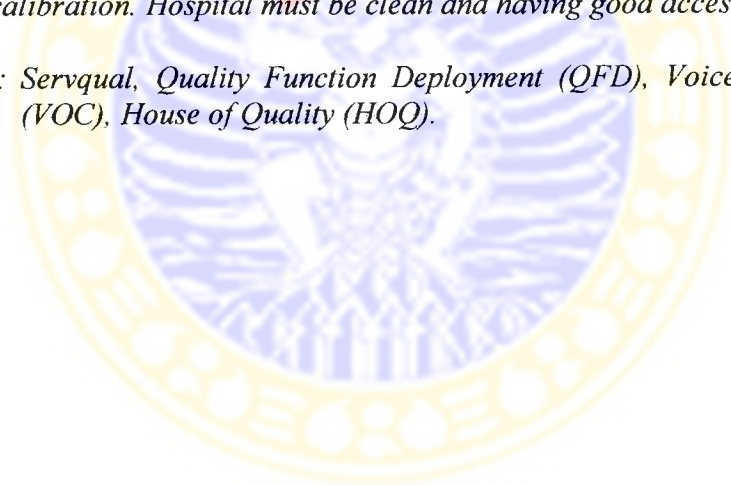 calibration. Hospital must be clean and having good acces
: Servqual, Quality Function Deployment (QFD), Voice
(VOC), House of Quality (HOQ).